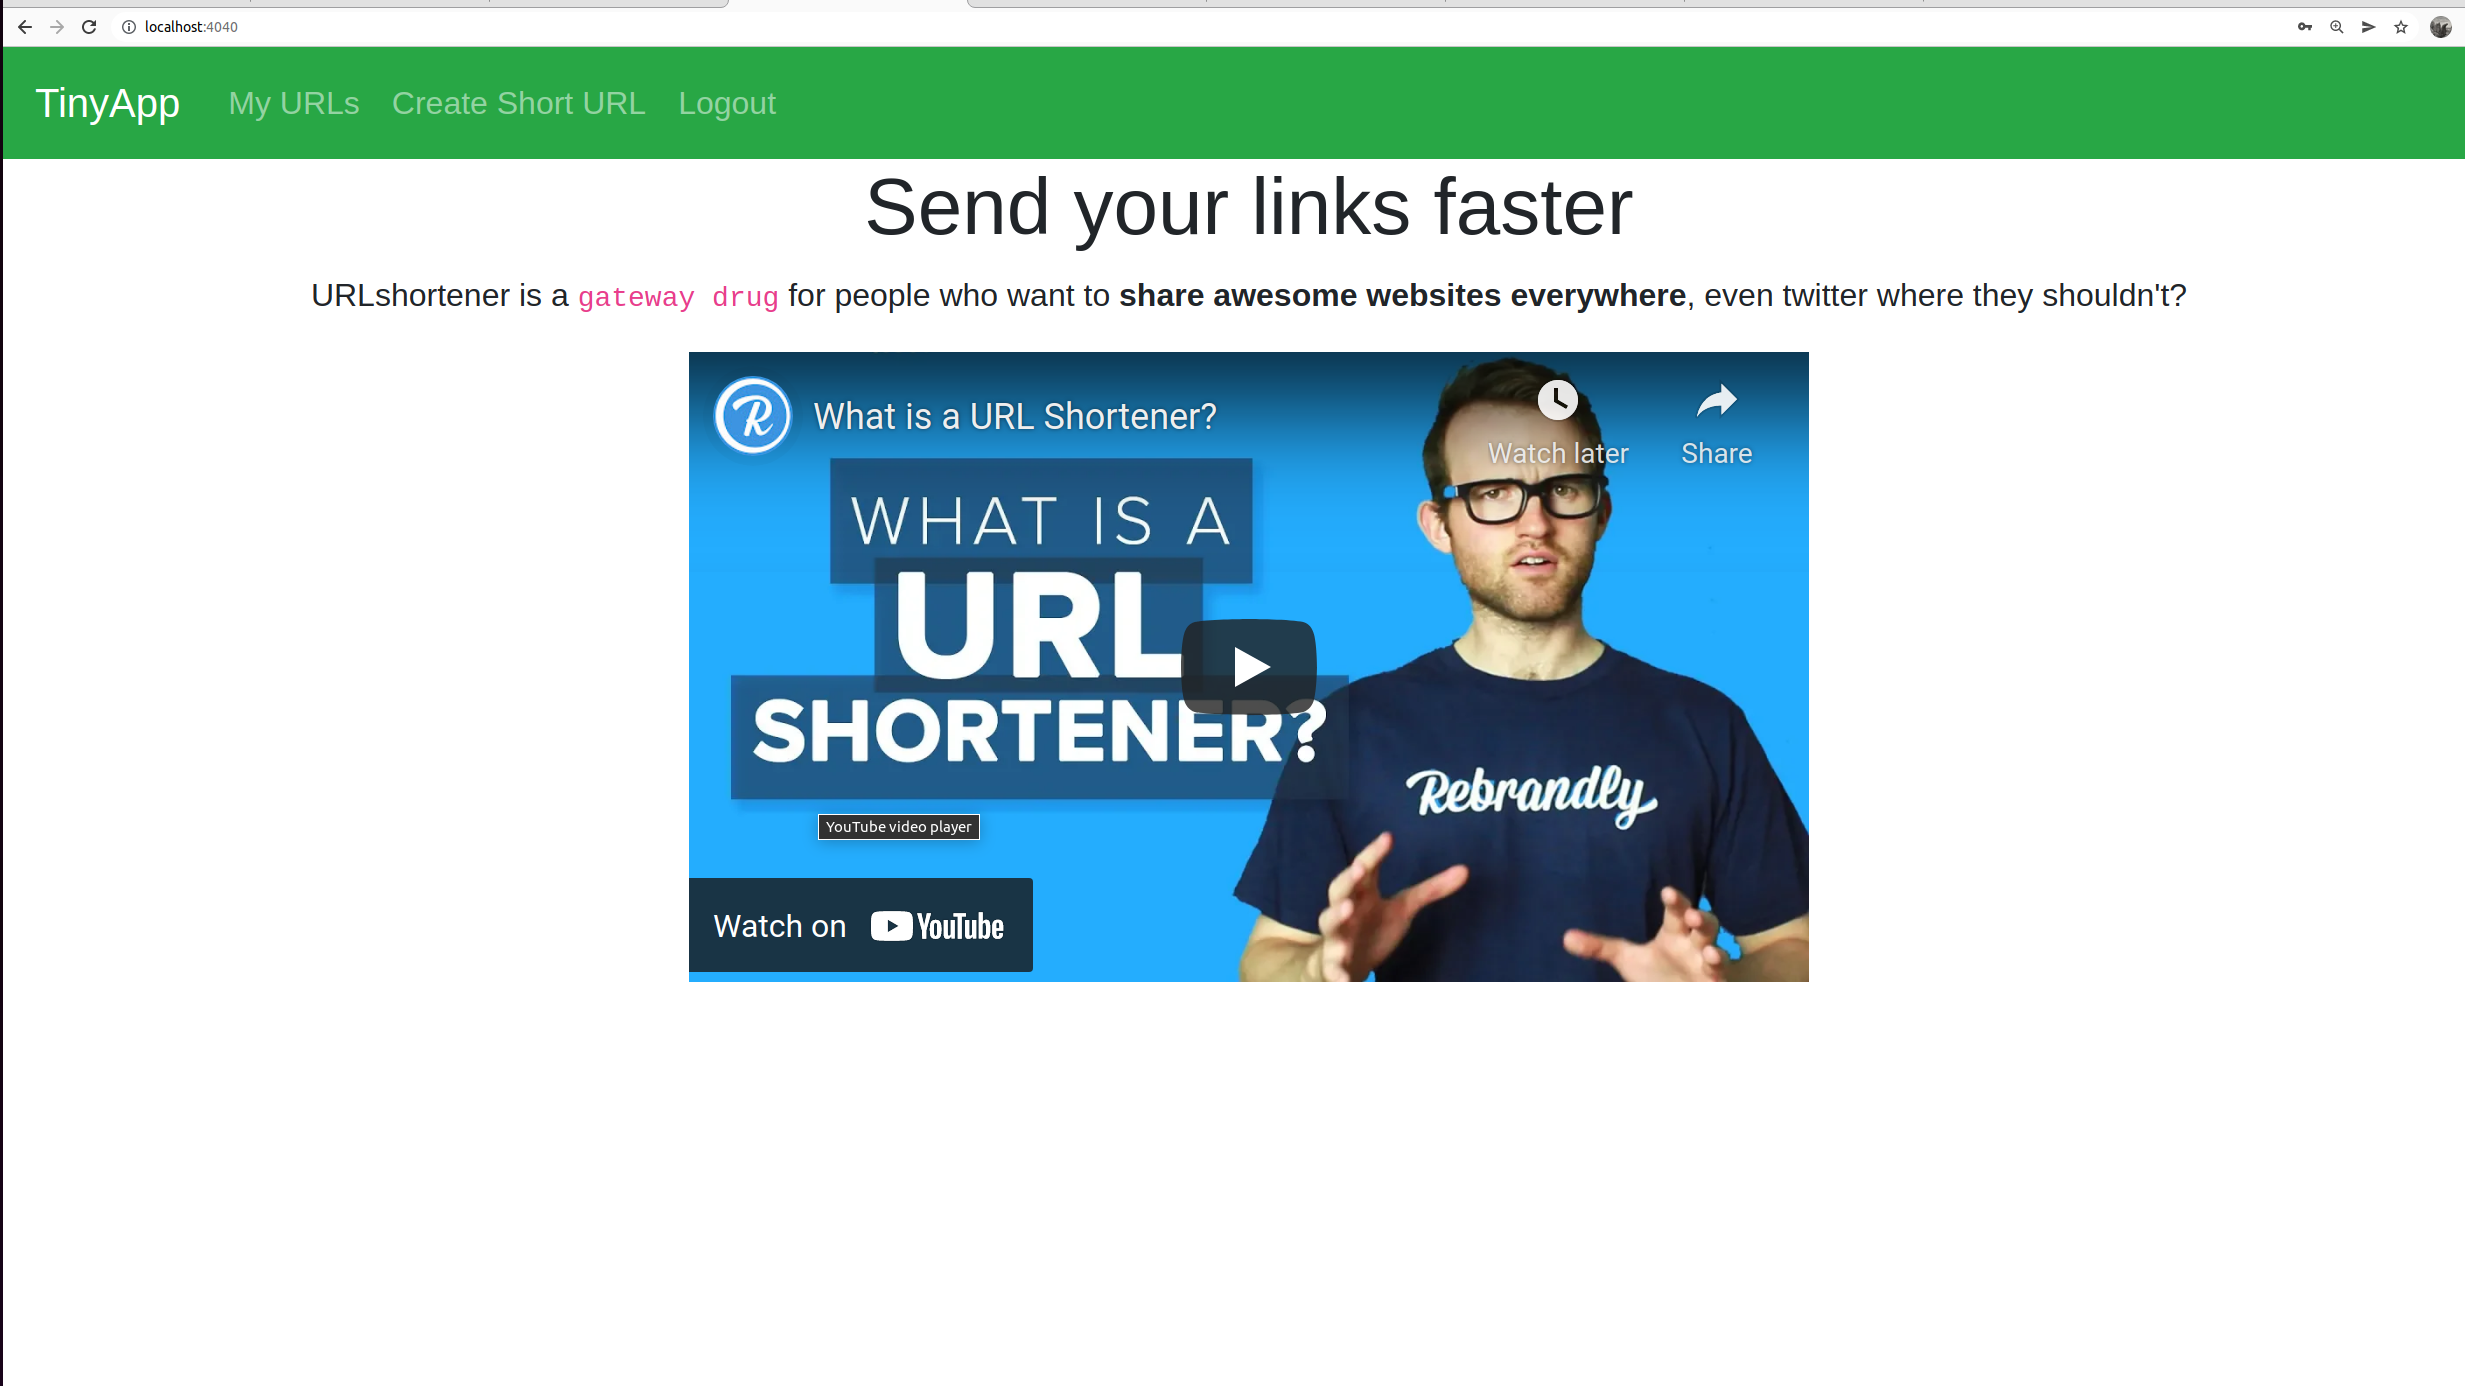 localhost:4040
TinyApp My URLs Create Short URL Logout
Send your links faster
URLshortener is a gateway drug for people who want to share awesome websites everywhere, even twitter where they shouldn't?
R What is a URL Shortener?
Watch later Share
WHAT IS A
URL
SHORTENER?
Rebrandly
YouTube video player
Watch on YouTube